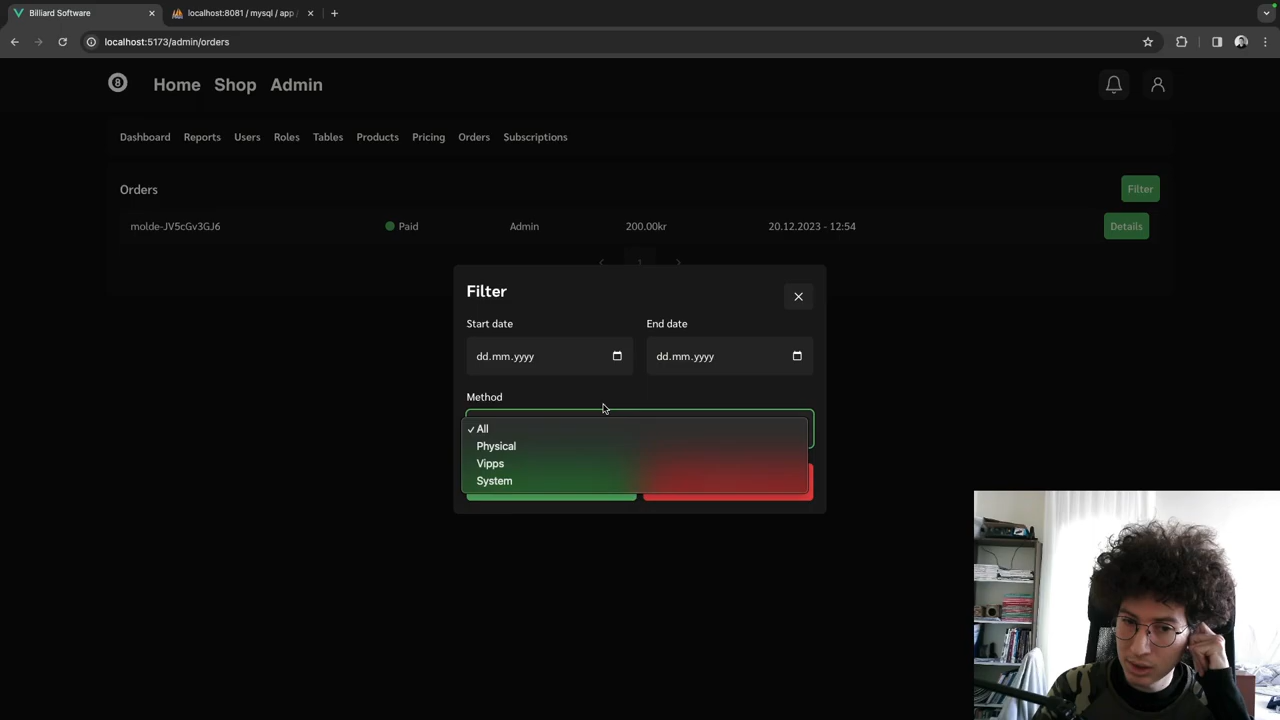 Billiard Software
localhost:8081 / mysql / app
localhost:5173/admin/orders
8 Home Shop Admin
Dashboard Reports Users Roles Tables Products Pricing Orders Subscriptions
Orders Filter
molde-JV5cGv3GJ6 Paid Admin 200.00kr 20.12.2023 - 12:54 Details
1
Filter
Start date End date
dd.mm.yyyy dd.mm.yyyy
Method
All
Physical
Vipps
System